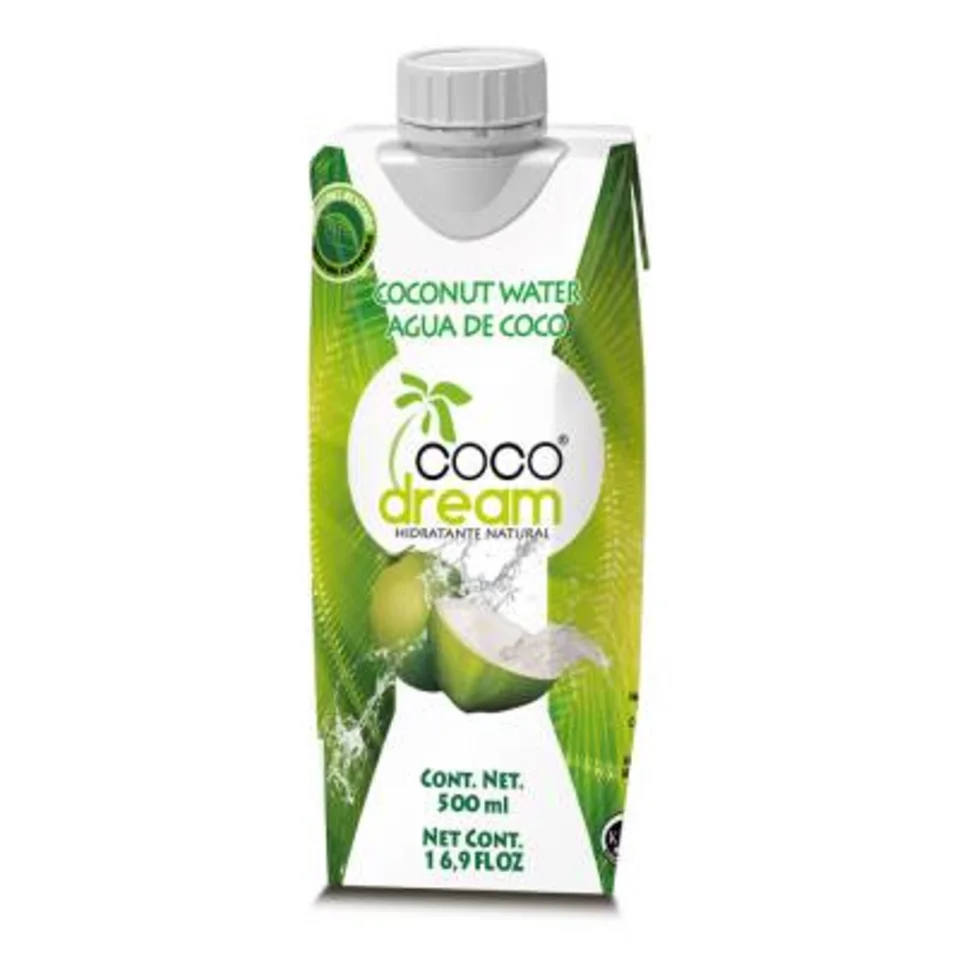 COCONUT WATER
AGUA DE COCO
coco®
dream
HIDRATANTE NATURAL
CONT. NET.
500 ml
NET CONT.
16,9 FL OZ
K